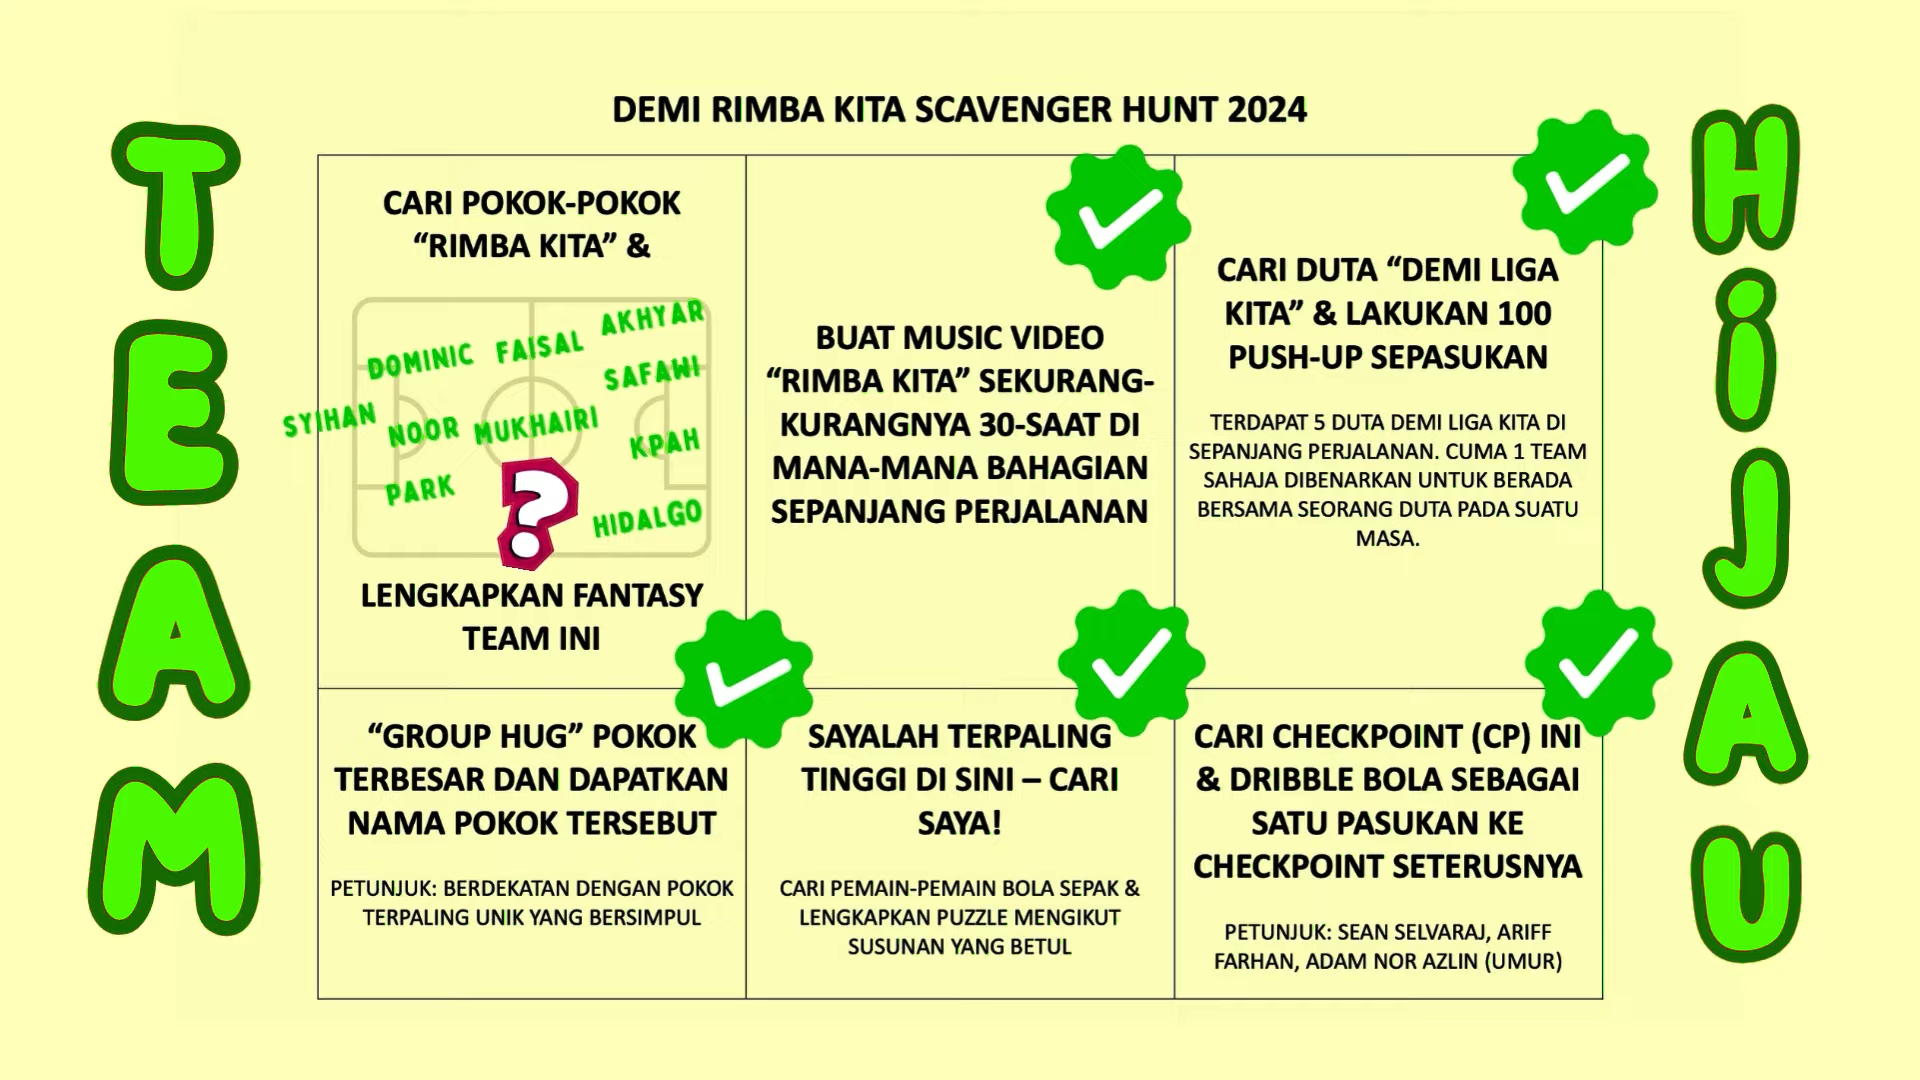 DEMI RIMBA KITA SCAVENGER HUNT 2024
TEAM
HiJAU
CARI POKOK-POKOK
“RIMBA KITA” &
AKHYAR
DOMINIC FAISAL
SAFAWI
SYIHAN NOOR MUKHAIRI
KPAH
PARK
?
HIDALGO
LENGKAPKAN FANTASY
TEAM INI
BUAT MUSIC VIDEO
“RIMBA KITA” SEKURANG-
KURANGNYA 30-SAAT DI
MANA-MANA BAHAGIAN
SEPANJANG PERJALANAN
CARI DUTA “DEMI LIGA
KITA” & LAKUKAN 100
PUSH-UP SEPASUKAN
TERDAPAT 5 DUTA DEMI LIGA KITA DI
SEPANJANG PERJALANAN. CUMA 1 TEAM
SAHAJA DIBENARKAN UNTUK BERADA
BERSAMA SEORANG DUTA PADA SUATU
MASA.
“GROUP HUG” POKOK
TERBESAR DAN DAPATKAN
NAMA POKOK TERSEBUT
PETUNJUK: BERDEKATAN DENGAN POKOK
TERPALING UNIK YANG BERSIMPUL
SAYALAH TERPALING
TINGGI DI SINI – CARI
SAYA!
CARI PEMAIN-PEMAIN BOLA SEPAK &
LENGKAPKAN PUZZLE MENGIKUT
SUSUNAN YANG BETUL
CARI CHECKPOINT (CP) INI
& DRIBBLE BOLA SEBAGAI
SATU PASUKAN KE
CHECKPOINT SETERUSNYA
PETUNJUK: SEAN SELVARAJ, ARIFF
FARHAN, ADAM NOR AZLIN (UMUR)